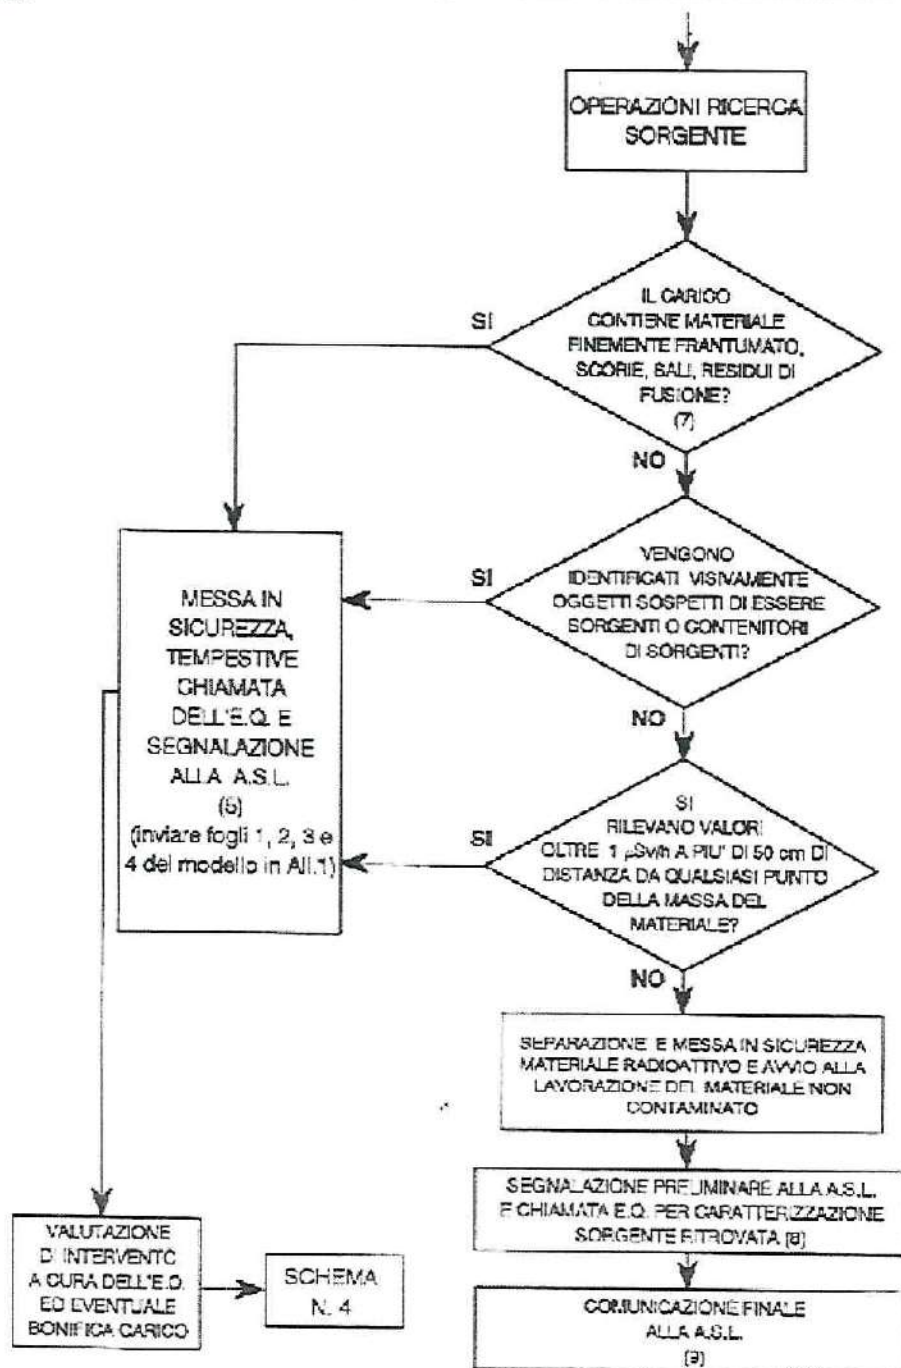 OPERAZIONI RICERCA
SORGENTE
IL CARICO
CONTIENE MATERIALE
FINEMENTE FRANTUMATO,
SCORIE, SALI, RESIDUI DI
FUSIONE?
(7)
SI
NO
VENGONO
IDENTIFICATI VISIVAMENTE
OGGETTI SOSPETTI DI ESSERE
SORGENTI O CONTENITORI
DI SORGENTI?
SI
NO
MESSA IN
SICUREZZA,
TEMPESTIVE
CHIAMATA
DELL'E.Q. E
SEGNALAZIONE
ALLA A.S.L.
(5)
(inviare fogli 1, 2, 3 e
4 del modello in All.1)
SI
RILEVANO VALORI
OLTRE 1 µSv/h A PIU' DI 50 cm DI
DISTANZA DA QUALSIASI PUNTO
DELLA MASSA DEL
MATERIALE?
SI
NO
SEPARAZIONE E MESSA IN SICUREZZA
MATERIALE RADIOATTIVO E AVVIO ALLA
LAVORAZIONE DEL MATERIALE NON
CONTAMINATO
SEGNALAZIONE PRELIMINARE ALLA A.S.L.
E CHIAMATA E.Q. PER CARATTERIZZAZIONE
SORGENTE RITROVATA (8)
VALUTAZIONE
DI INTERVENTO
A CURA DELL'E.Q.
ED EVENTUALE
BONIFICA CARICO
SCHEMA
N. 4
COMUNICAZIONE FINALE
ALLA A.S.L.
(9)